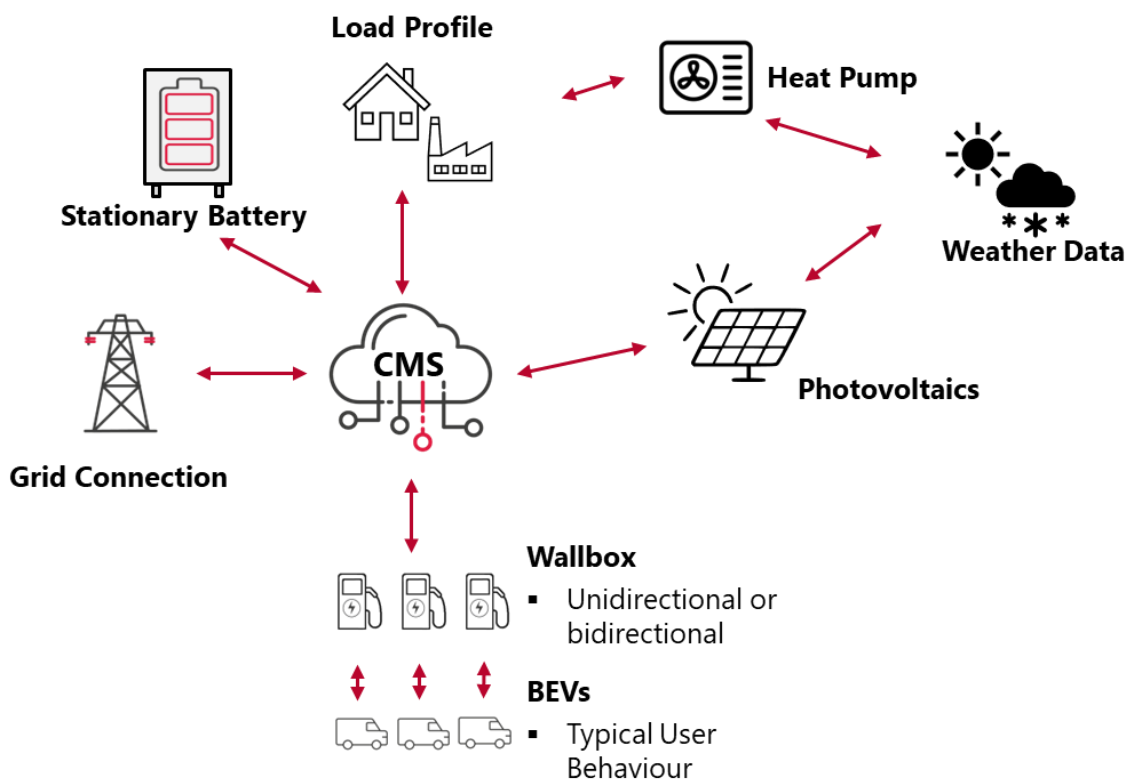 Load Profile
Heat Pump
Stationary Battery
Weather Data
CMS
Photovoltaics
Grid Connection
Wallbox
▪ Unidirectional or
bidirectional
BEVs
▪ Typical User
Behaviour